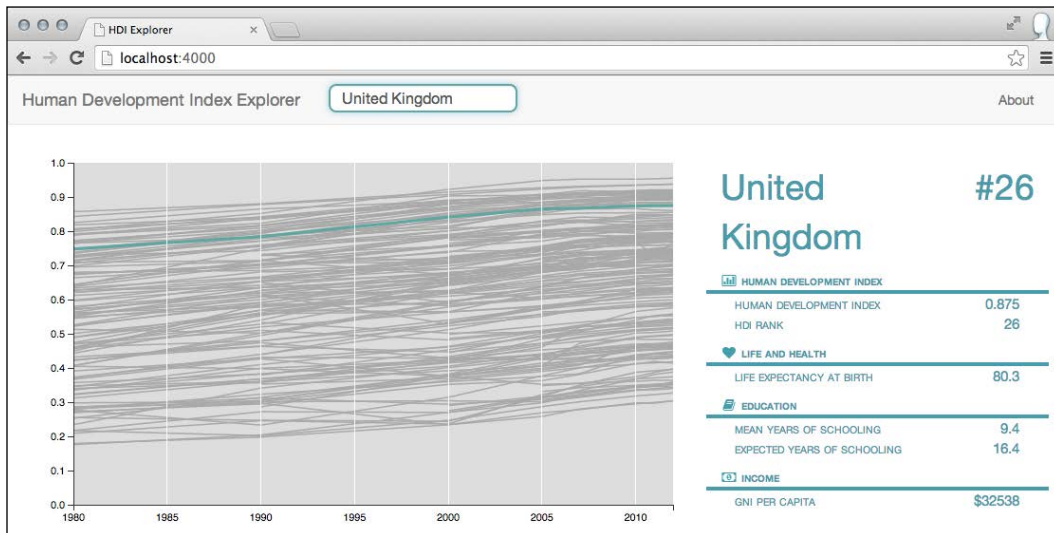 HDI Explorer
localhost:4000
Human Development Index Explorer
United Kingdom
About
1.0
0.9
0.8
0.7
0.6
0.5
0.4
0.3
0.2
0.1
0.0
1980 1985 1990 1995 2000 2005 2010
United #26
Kingdom
HUMAN DEVELOPMENT INDEX
HUMAN DEVELOPMENT INDEX 0.875
HDI RANK 26
LIFE AND HEALTH
LIFE EXPECTANCY AT BIRTH 80.3
EDUCATION
MEAN YEARS OF SCHOOLING 9.4
EXPECTED YEARS OF SCHOOLING 16.4
INCOME
GNI PER CAPITA $32538